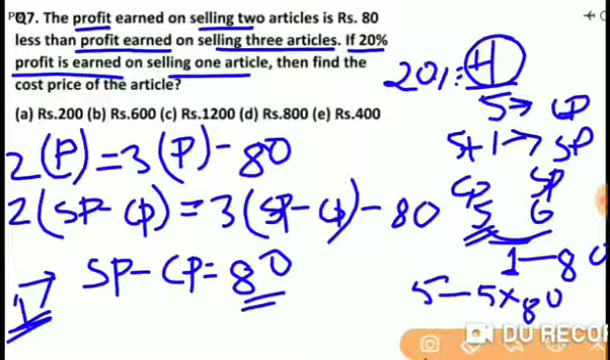 Q7. The profit earned on selling two articles is Rs. 80
less than profit earned on selling three articles. If 20%
profit is earned on selling one article, then find the
cost price of the article?
(a) Rs.200 (b) Rs.600 (c) Rs.1200 (d) Rs.800 (e) Rs.400
2(P) = 3(P) - 80
2(SP - CP) = 3(SP - CP) - 80
1 → SP - CP = 80
5 → CP
5+1 → SP
CP SP
5 6
1 - 80
5 - 5×80
DU RECO